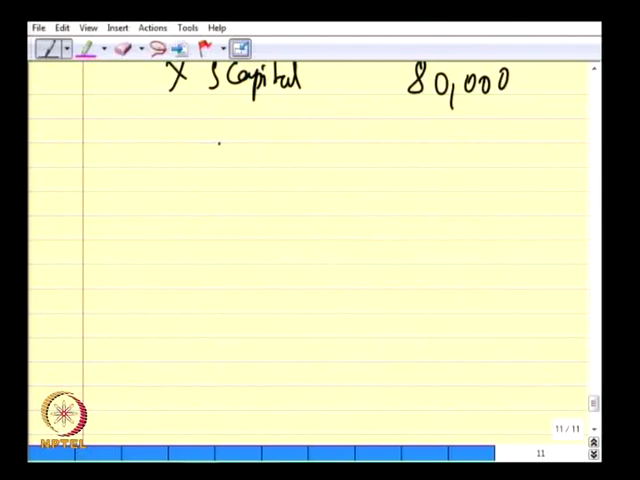 File Edit View Insert Actions Tools Help
X's Capital 80,000
NPTEL
11 / 11
11